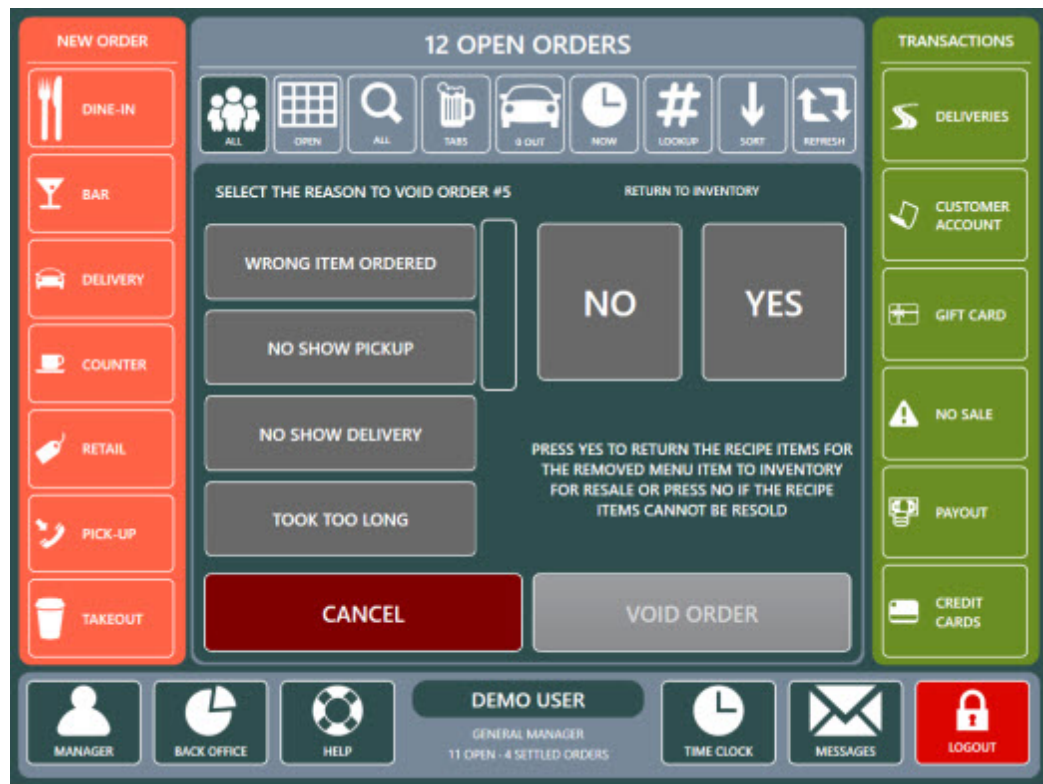 NEW ORDER
DINE-IN
BAR
DELIVERY
COUNTER
RETAIL
PICK-UP
TAKEOUT
12 OPEN ORDERS
ALL
OPEN
ALL
TABS
0 OUT
NOW
#
LOOKUP
SORT
REFRESH
SELECT THE REASON TO VOID ORDER #5
WRONG ITEM ORDERED
NO SHOW PICKUP
NO SHOW DELIVERY
TOOK TOO LONG
RETURN TO INVENTORY
NO
YES
PRESS YES TO RETURN THE RECIPE ITEMS FOR
THE REMOVED MENU ITEM TO INVENTORY
FOR RESALE OR PRESS NO IF THE RECIPE
ITEMS CANNOT BE RESOLD
CANCEL
VOID ORDER
TRANSACTIONS
DELIVERIES
CUSTOMER
ACCOUNT
GIFT CARD
NO SALE
PAYOUT
CREDIT
CARDS
MANAGER
BACK OFFICE
HELP
DEMO USER
GENERAL MANAGER
11 OPEN - 4 SETTLED ORDERS
TIME CLOCK
MESSAGES
LOGOUT